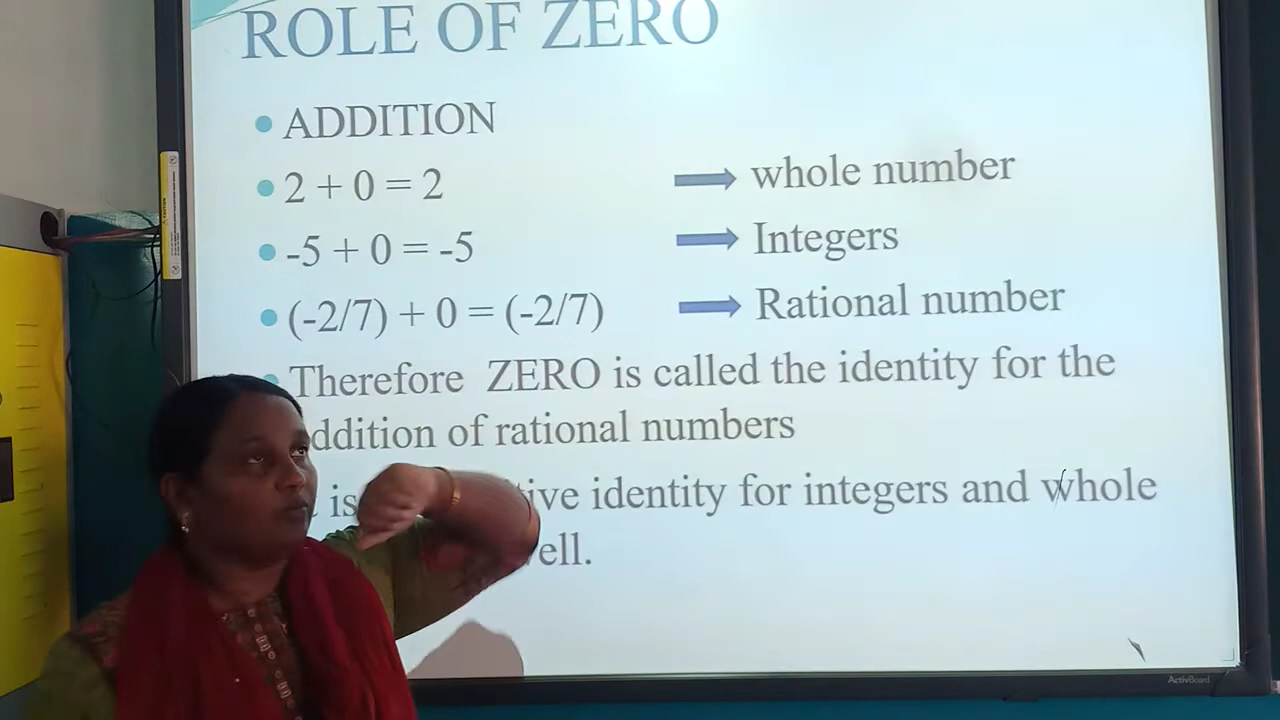 ROLE OF ZERO
ADDITION
2 + 0 = 2 whole number
-5 + 0 = -5 Integers
(-2/7) + 0 = (-2/7) Rational number
Therefore ZERO is called the identity for the
ddition of rational numbers
is ive identity for integers and whole
ell.
ActivBoard